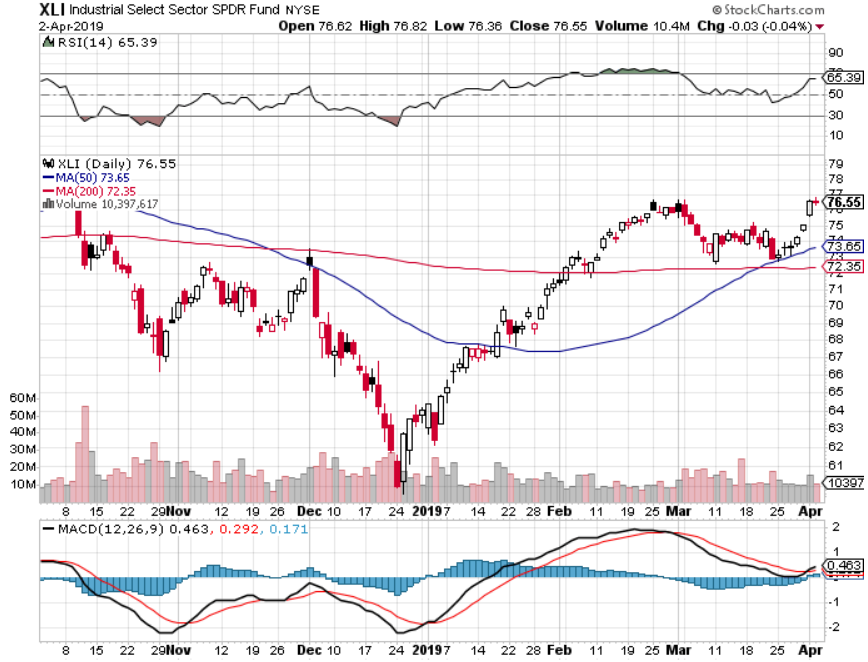 XLI Industrial Select Sector SPDR Fund NYSE © StockCharts.com
2-Apr-2019 Open 76.62 High 76.82 Low 76.36 Close 76.55 Volume 10.4M Chg -0.03 (-0.04%)
RSI(14) 65.39
90
65.39
50
30
10
XLI (Daily) 76.55
MA(50) 73.65
MA(200) 72.35
Volume 10,397,617
79
78
76.55
75
74
73.65
72.35
71
70
69
68
67
66
65
64
63
62
61
60M
50M
40M
30M
20M
10M
10397
8 15 22 29 Nov 12 19 26 Dec 10 17 24 2019 7 14 22 28 Feb 11 19 25 Mar 11 18 25 Apr
MACD(12,26,9) 0.463, 0.292, 0.171
2
1
0.463
-1
-2
8 15 22 29 Nov 12 19 26 Dec 10 17 24 2019 7 14 22 28 Feb 11 19 25 Mar 11 18 25 Apr